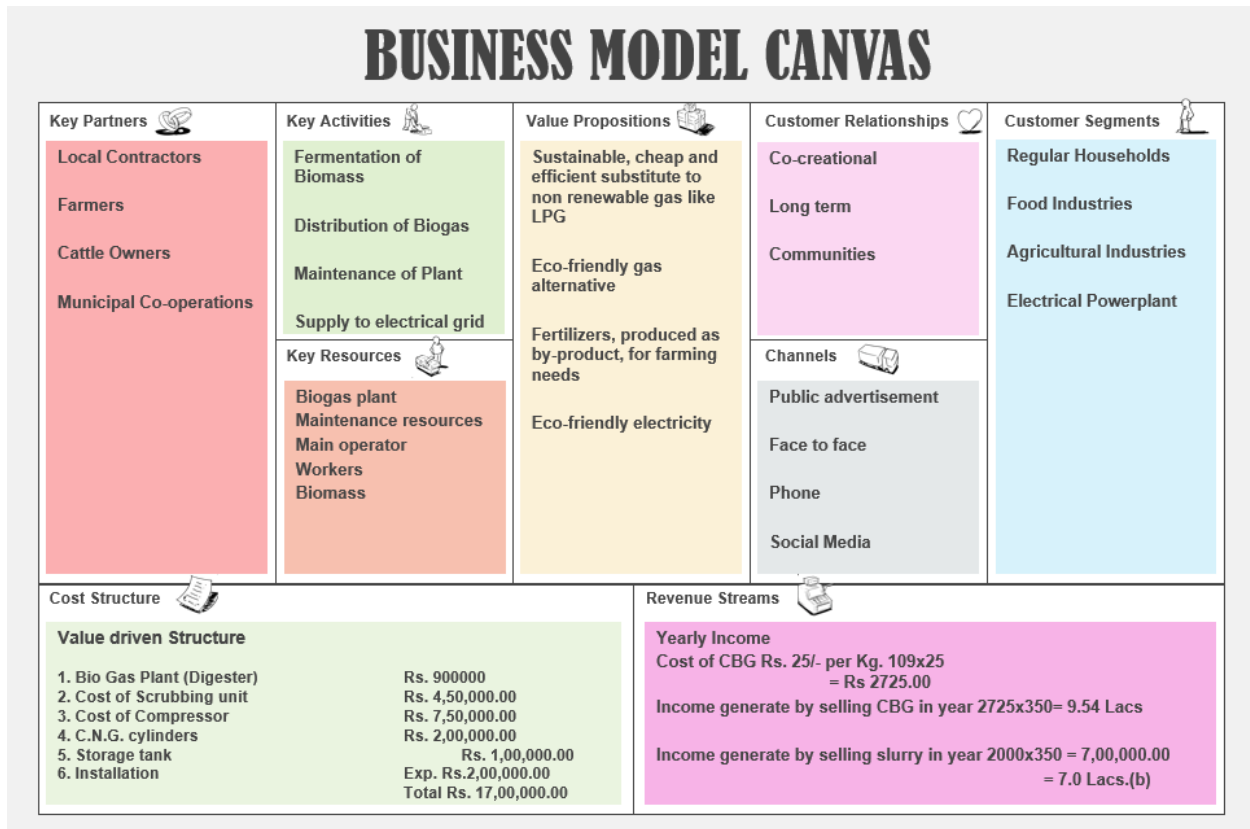 BUSINESS MODEL CANVAS
Key Partners
Local Contractors
Farmers
Cattle Owners
Municipal Co-operations
Key Activities
Fermentation of
Biomass
Distribution of Biogas
Maintenance of Plant
Supply to electrical grid
Key Resources
Biogas plant
Maintenance resources
Main operator
Workers
Biomass
Value Propositions
Sustainable, cheap and
efficient substitute to
non renewable gas like
LPG
Eco-friendly gas
alternative
Fertilizers, produced as
by-product, for farming
needs
Eco-friendly electricity
Customer Relationships
Co-creational
Long term
Communities
Channels
Public advertisement
Face to face
Phone
Social Media
Customer Segments
Regular Households
Food Industries
Agricultural Industries
Electrical Powerplant
Cost Structure
Value driven Structure
1. Bio Gas Plant (Digester) Rs. 900000
2. Cost of Scrubbing unit Rs. 4,50,000.00
3. Cost of Compressor Rs. 7,50,000.00
4. C.N.G. cylinders Rs. 2,00,000.00
5. Storage tank Rs. 1,00,000.00
6. Installation Exp. Rs.2,00,000.00
Total Rs. 17,00,000.00
Revenue Streams
Yearly Income
Cost of CBG Rs. 25/- per Kg. 109x25
= Rs 2725.00
Income generate by selling CBG in year 2725x350= 9.54 Lacs
Income generate by selling slurry in year 2000x350 = 7,00,000.00
= 7.0 Lacs.(b)